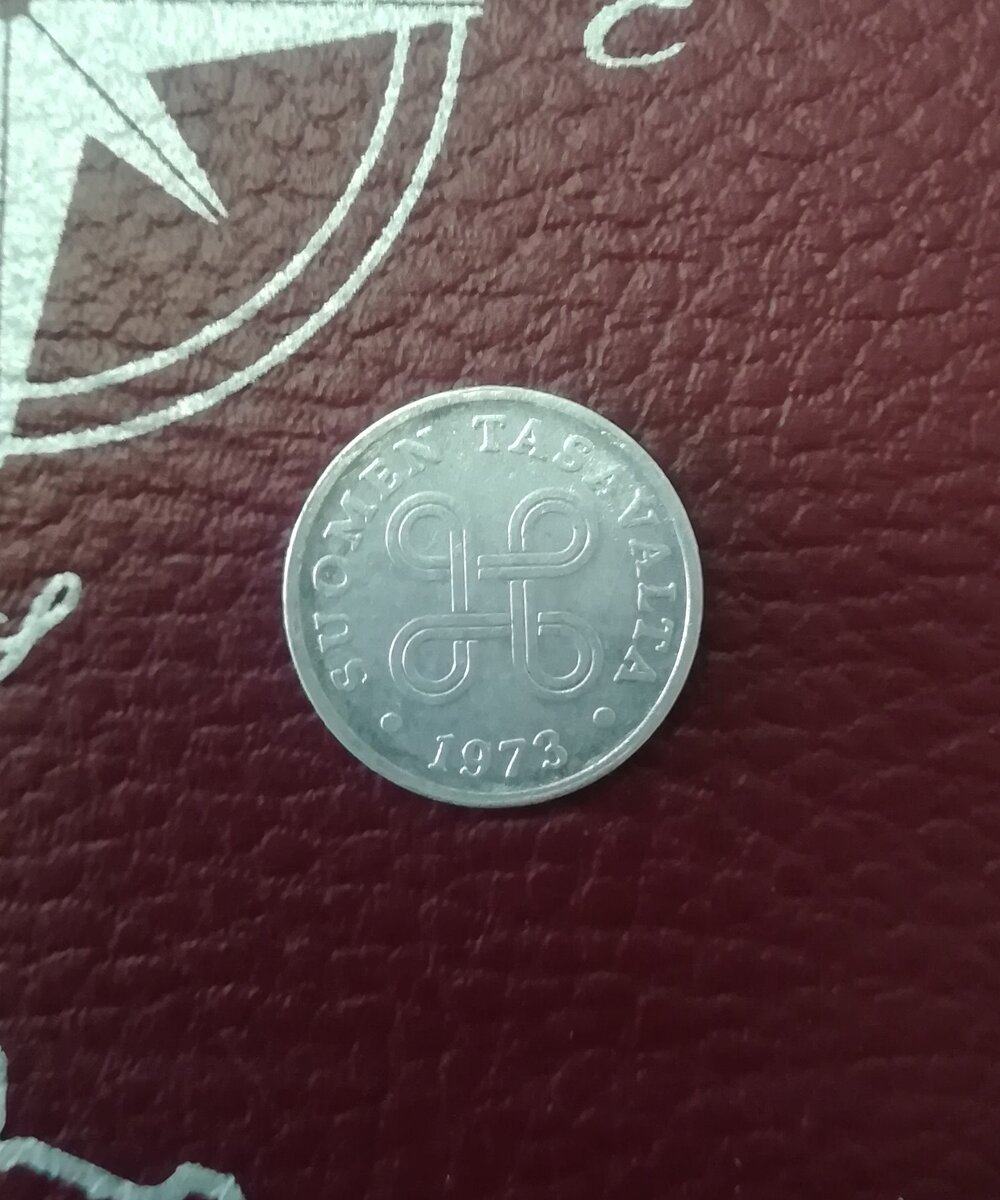 SUOMEN TASAVALTA
• 1973 •